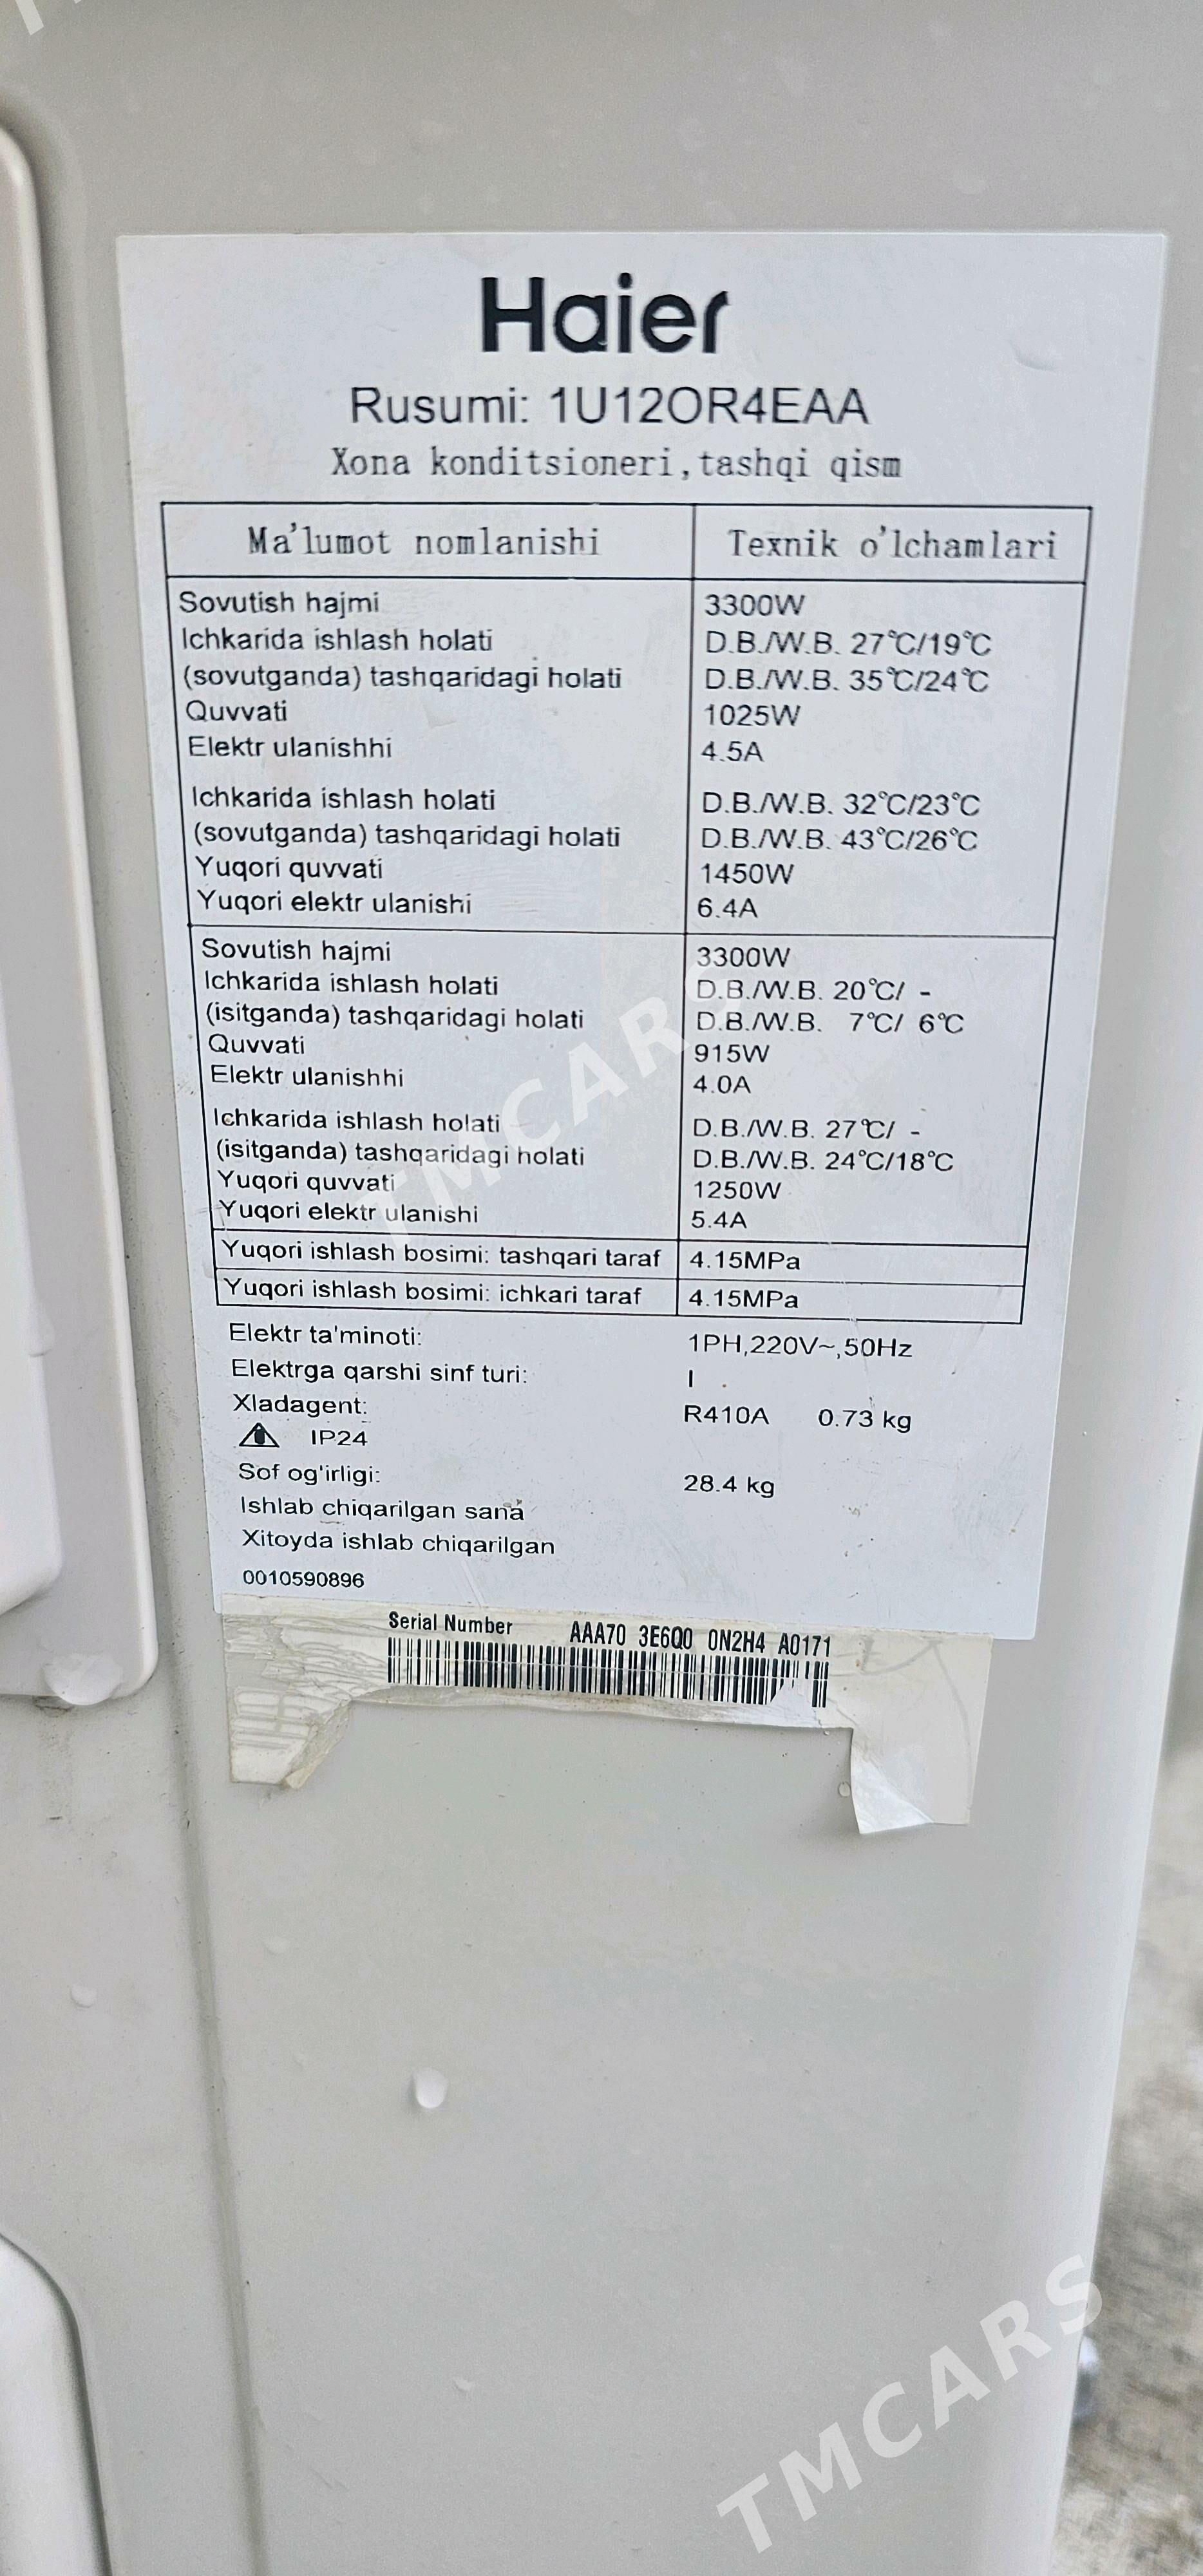 Haier
Rusumi: 1U12OR4EAA
Xona konditsioneri,tashqi qism
Ma'lumot nomlanishi Texnik o'lchamlari
Sovutish hajmi 3300W
Ichkarida ishlash holati D.B./W.B. 27℃/19℃
(sovutganda) tashqaridagi holati D.B./W.B. 35℃/24℃
Quvvati 1025W
Elektr ulanishhi 4.5A
Ichkarida ishlash holati D.B./W.B. 32℃/23℃
(sovutganda) tashqaridagi holati D.B./W.B. 43℃/26℃
Yuqori quvvati 1450W
Yuqori elektr ulanishi 6.4A
Sovutish hajmi 3300W
Ichkarida ishlash holati D.B./W.B. 20℃/ -
(isitganda) tashqaridagi holati D.B./W.B. 7℃/ 6℃
Quvvati 915W
Elektr ulanishhi 4.0A
Ichkarida ishlash holati D.B./W.B. 27℃/ -
(isitganda) tashqaridagi holati D.B./W.B. 24℃/18℃
Yuqori quvvati 1250W
Yuqori elektr ulanishi 5.4A
Yuqori ishlash bosimi: tashqari taraf 4.15MPa
Yuqori ishlash bosimi: ichkari taraf 4.15MPa
Elektr ta'minoti: 1PH,220V~,50Hz
Elektrga qarshi sinf turi: I
Xladagent: R410A 0.73 kg
IP24
Sof og'irligi: 28.4 kg
Ishlab chiqarilgan sana
Xitoyda ishlab chiqarilgan
0010590896
Serial Number AAA70 3E6Q0 0N2H4 A0171
TMCARS
TMCARS